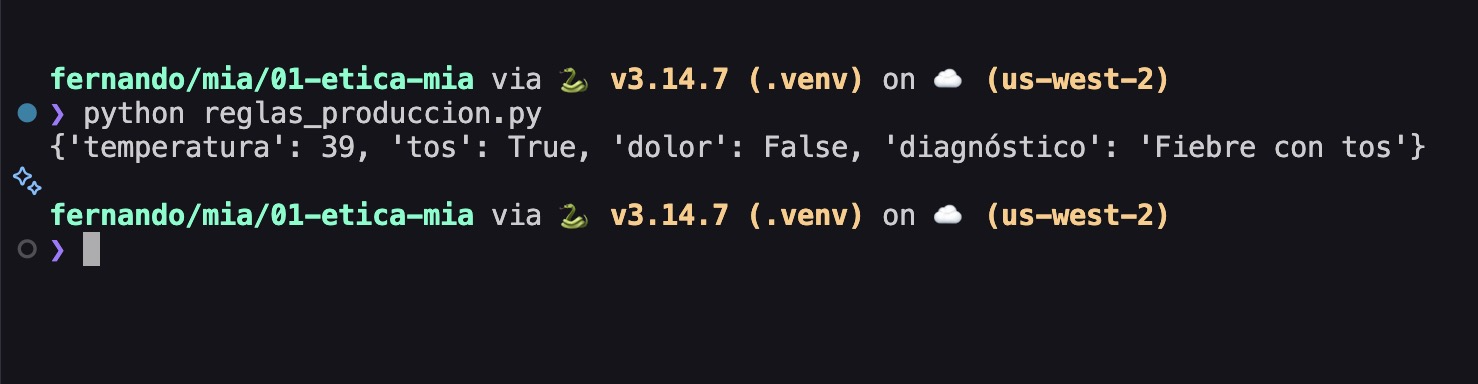 fernando/mia/01-etica-mia via 🐍 v3.14.7 (.venv) on ☁️ (us-west-2)
❯ python reglas_produccion.py
{'temperatura': 39, 'tos': True, 'dolor': False, 'diagnóstico': 'Fiebre con tos'}
fernando/mia/01-etica-mia via 🐍 v3.14.7 (.venv) on ☁️ (us-west-2)
❯